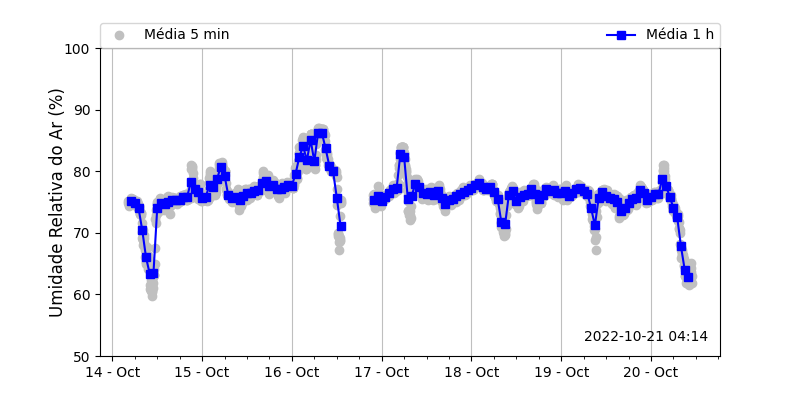 Média 5 min
Média 1 h
Umidade Relativa do Ar (%)
100
90
80
70
60
50
2022-10-21 04:14
14 - Oct
15 - Oct
16 - Oct
17 - Oct
18 - Oct
19 - Oct
20 - Oct